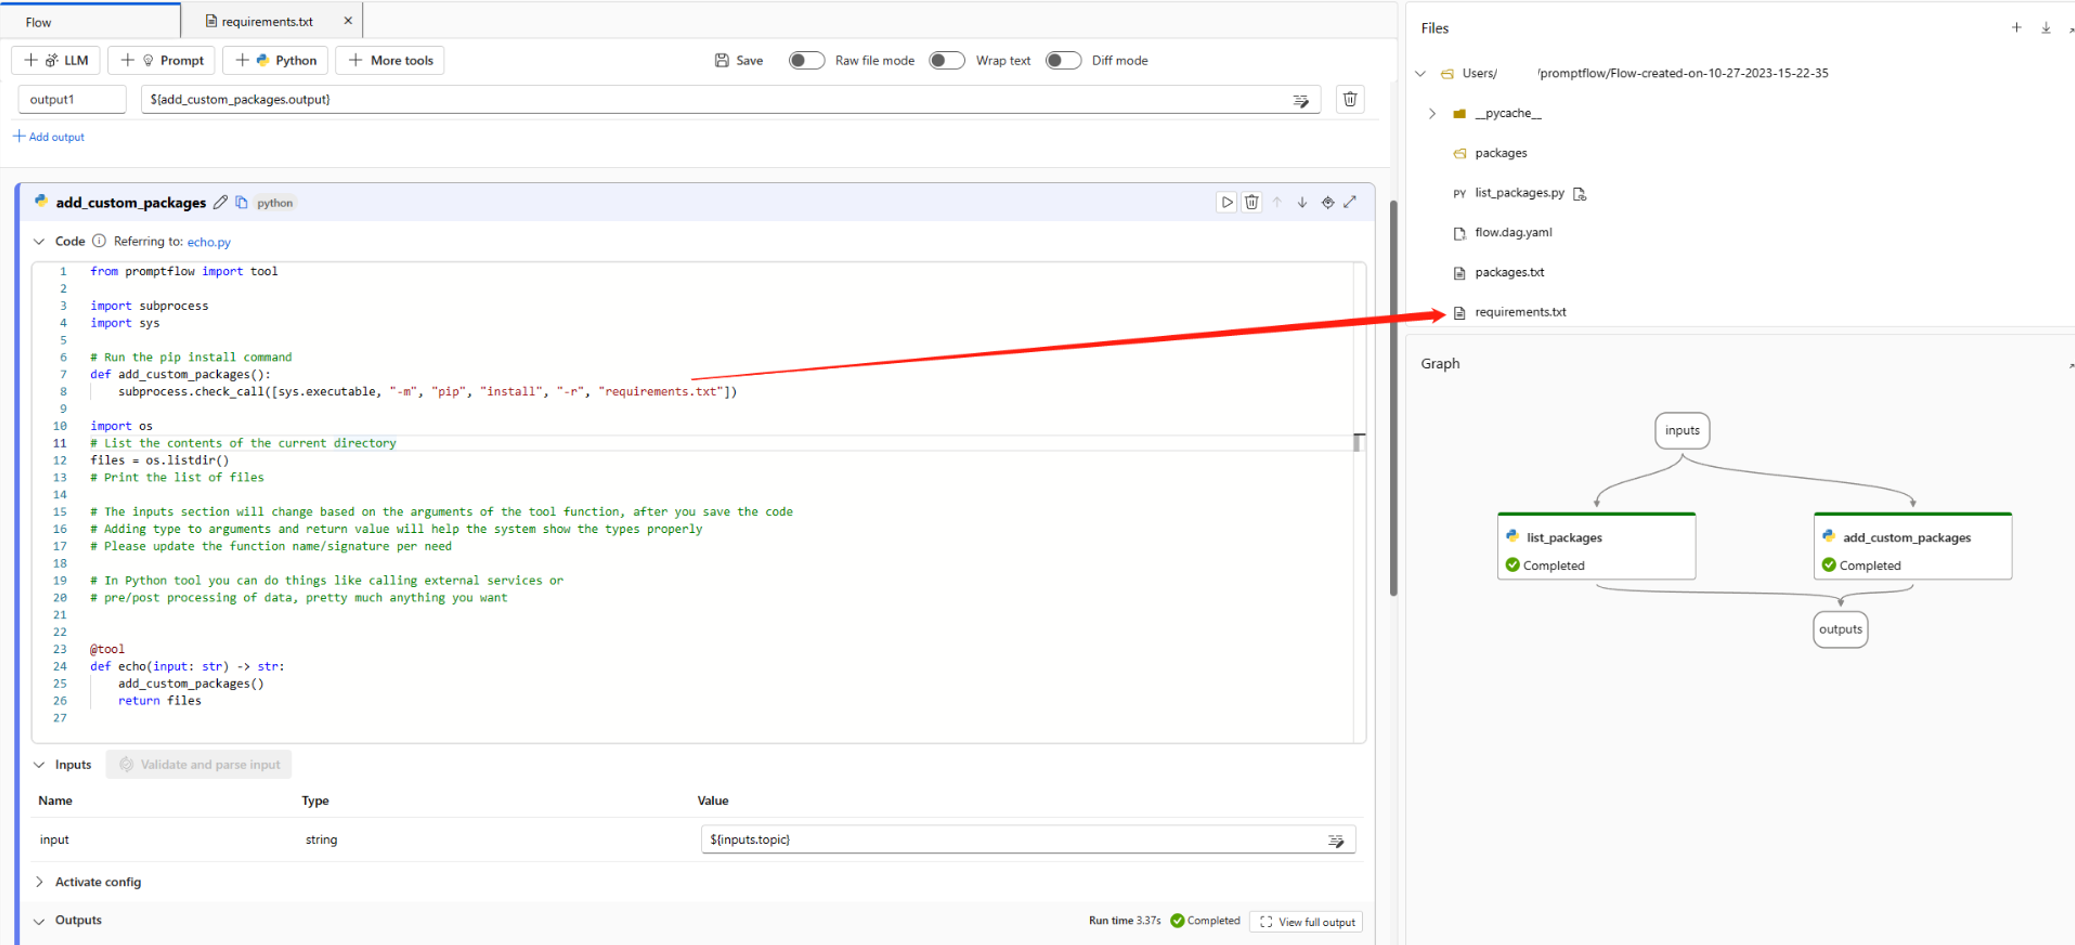 Flow
requirements.txt
LLM
Prompt
Python
More tools
Save
Raw file mode
Wrap text
Diff mode
output1
${add_custom_packages.output}
Add output
add_custom_packages
python
Code
Referring to: echo.py
1 from promptflow import tool
2
3 import subprocess
4 import sys
5
6 # Run the pip install command
7 def add_custom_packages():
8 subprocess.check_call([sys.executable, "-m", "pip", "install", "-r", "requirements.txt"])
9
10 import os
11 # List the contents of the current directory
12 files = os.listdir()
13 # Print the list of files
14
15 # The inputs section will change based on the arguments of the tool function, after you save the code
16 # Adding type to arguments and return value will help the system show the types properly
17 # Please update the function name/signature per need
18
19 # In Python tool you can do things like calling external services or
20 # pre/post processing of data, pretty much anything you want
21
22
23 @tool
24 def echo(input: str) -> str:
25 add_custom_packages()
26 return files
27
Inputs
Validate and parse input
Name Type Value
input string ${inputs.topic}
Activate config
Outputs
Run time 3.37s
Completed
View full output
Files
Users/ /promptflow/Flow-created-on-10-27-2023-15-22-35
__pycache__
packages
PY list_packages.py
flow.dag.yaml
packages.txt
requirements.txt
Graph
inputs
list_packages
Completed
add_custom_packages
Completed
outputs